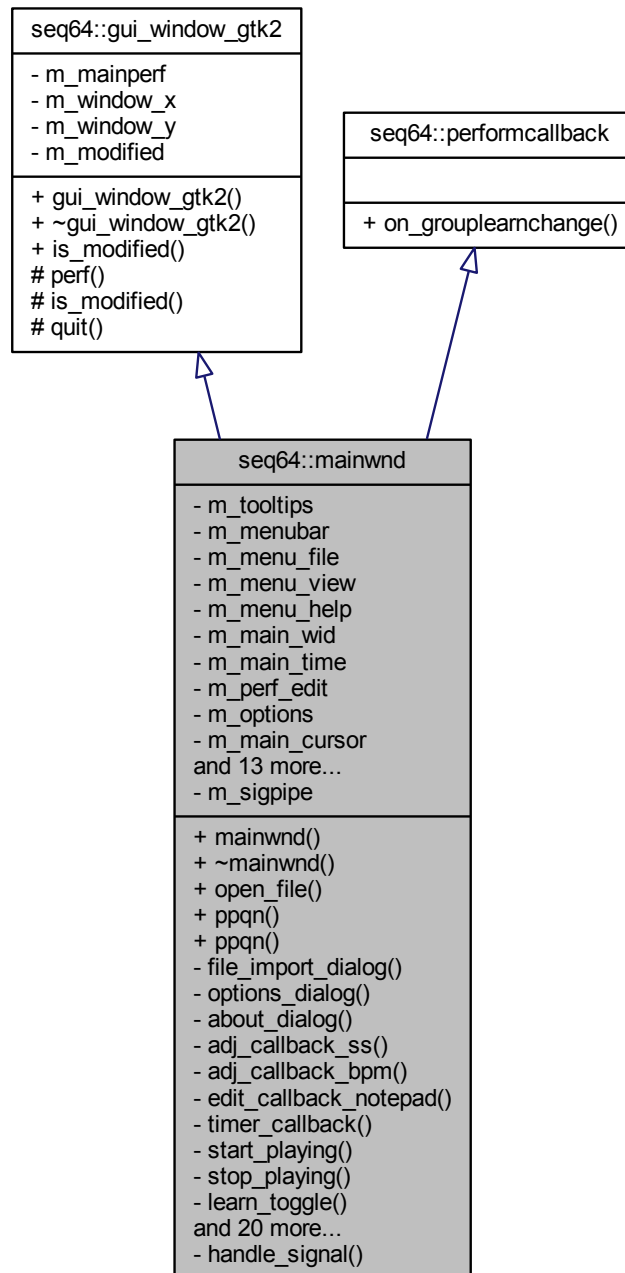 seq64::gui_window_gtk2
- m_mainperf
- m_window_x
- m_window_y
- m_modified
+ gui_window_gtk2()
+ ~gui_window_gtk2()
+ is_modified()
# perf()
# is_modified()
# quit()
seq64::performcallback
+ on_grouplearnchange()
seq64::mainwnd
- m_tooltips
- m_menubar
- m_menu_file
- m_menu_view
- m_menu_help
- m_main_wid
- m_main_time
- m_perf_edit
- m_options
- m_main_cursor
and 13 more...
- m_sigpipe
+ mainwnd()
+ ~mainwnd()
+ open_file()
+ ppqn()
+ ppqn()
- file_import_dialog()
- options_dialog()
- about_dialog()
- adj_callback_ss()
- adj_callback_bpm()
- edit_callback_notepad()
- timer_callback()
- start_playing()
- stop_playing()
- learn_toggle()
and 20 more...
- handle_signal()